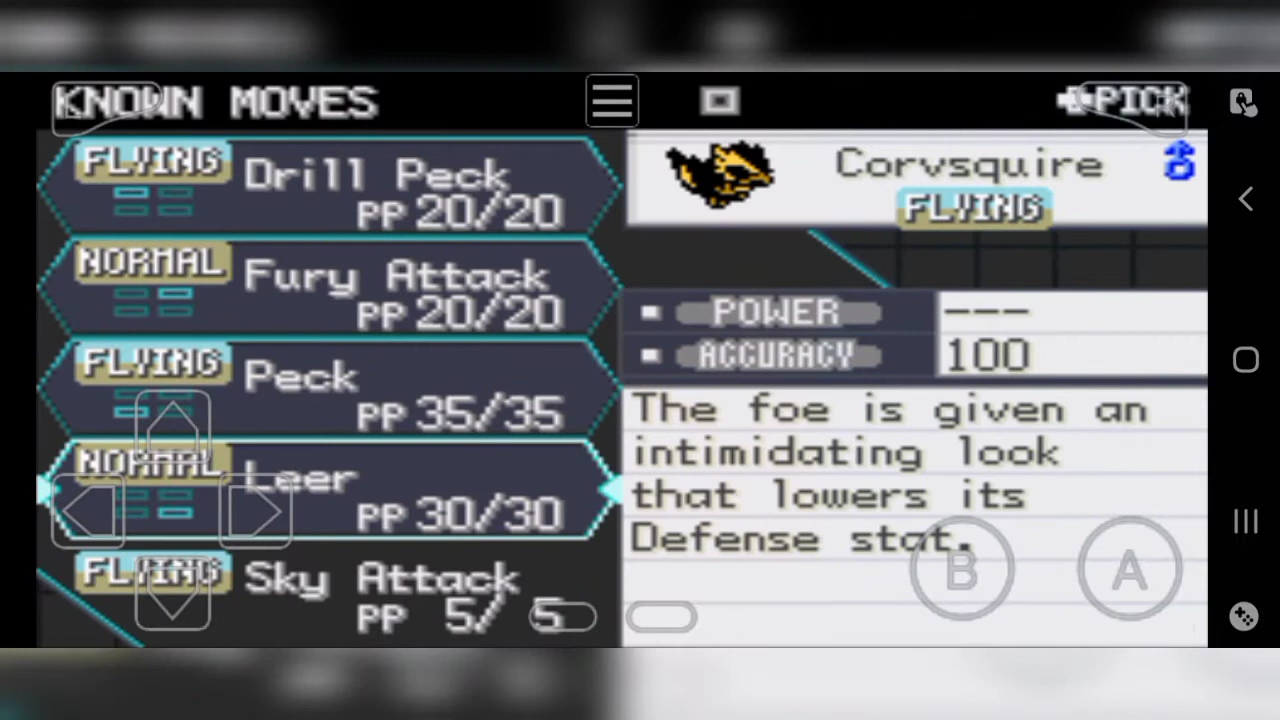 KNOWN MOVES
PICK
FLYING Drill Peck
PP 20/20
NORMAL Fury Attack
PP 20/20
FLYING Peck
PP 35/35
NORMAL Leer
PP 30/30
FLYING Sky Attack
PP 5/ 5
Corvsquire
FLYING
POWER ---
ACCURACY 100
The foe is given an
intimidating look
that lowers its
Defense stat.
B A